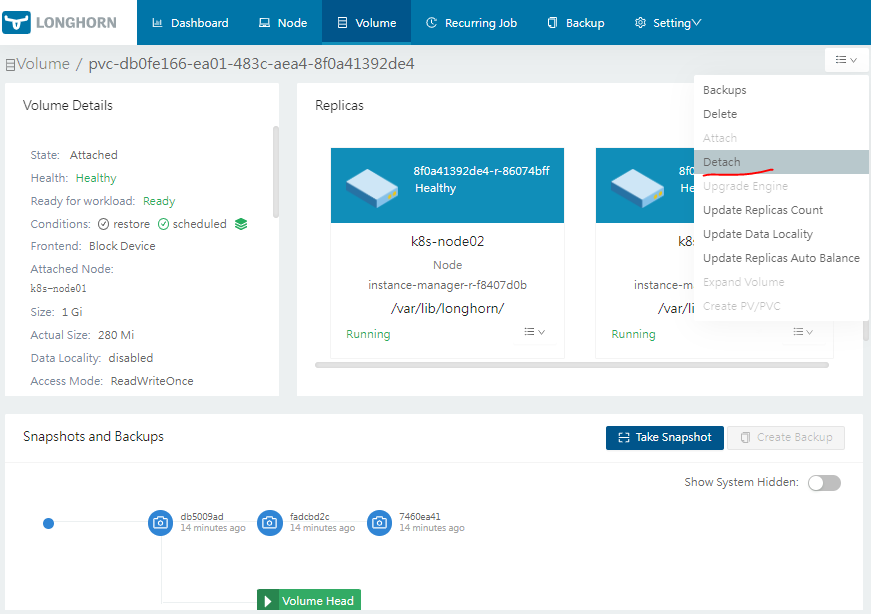 LONGHORN
Dashboard
Node
Volume
Recurring Job
Backup
Setting
Volume / pvc-db0fe166-ea01-483c-aea4-8f0a41392de4
Volume Details
State: Attached
Health: Healthy
Ready for workload: Ready
Conditions: restore scheduled
Frontend: Block Device
Attached Node:
k8s-node01
Size: 1 Gi
Actual Size: 280 Mi
Data Locality: disabled
Access Mode: ReadWriteOnce
Replicas
8f0a41392de4-r-86074bff
Healthy
k8s-node02
Node
instance-manager-r-f8407d0b
/var/lib/longhorn/
Running
8f0
He
k8s
instance-m
/var/li
Running
Backups
Delete
Attach
Detach
Upgrade Engine
Update Replicas Count
Update Data Locality
Update Replicas Auto Balance
Expand Volume
Create PV/PVC
Snapshots and Backups
Take Snapshot
Create Backup
Show System Hidden:
db5009ad
14 minutes ago
fadcbd2c
14 minutes ago
7460ea41
14 minutes ago
Volume Head